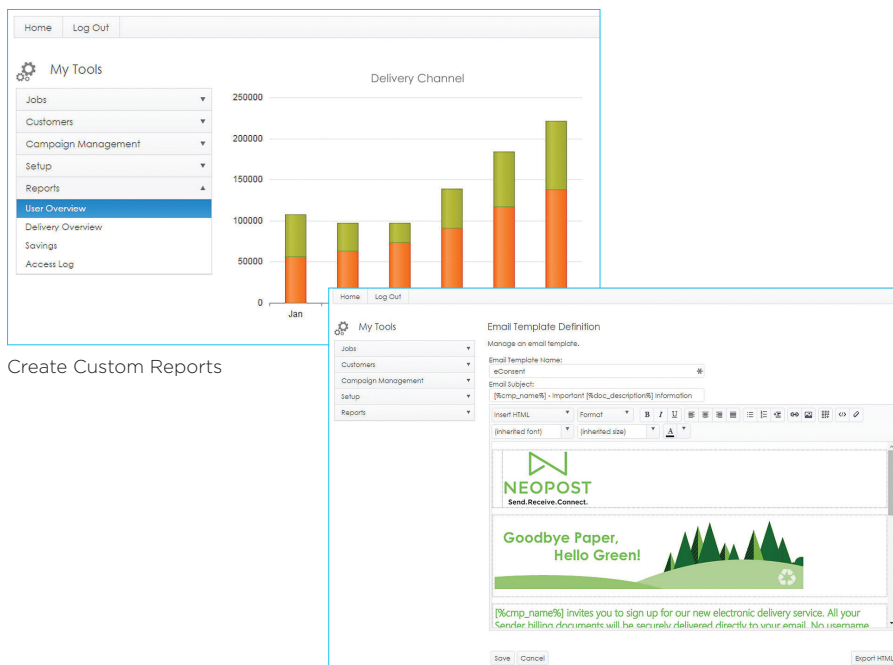 Home Log Out
My Tools
Jobs
Customers
Campaign Management
Setup
Reports
User Overview
Delivery Overview
Savings
Access Log
Delivery Channel
250000
200000
150000
100000
50000
0
Jan
Create Custom Reports
Home Log Out
My Tools
Jobs
Customers
Campaign Management
Setup
Reports
Email Template Definition
Manage an email template.
Email Template Name:
eConsent
Email Subject:
[%cmp_name%] - Important [%doc_description%] Information
Insert HTML Format B I U
(inherited font) (inherited size) A
NEOPOST
Send.Receive.Connect.
Goodbye Paper,
Hello Green!
[%cmp_name%] invites you to sign up for our new electronic delivery service. All your
Sender billing documents will be securely delivered directly to your email. No username
Save Cancel Export HTML